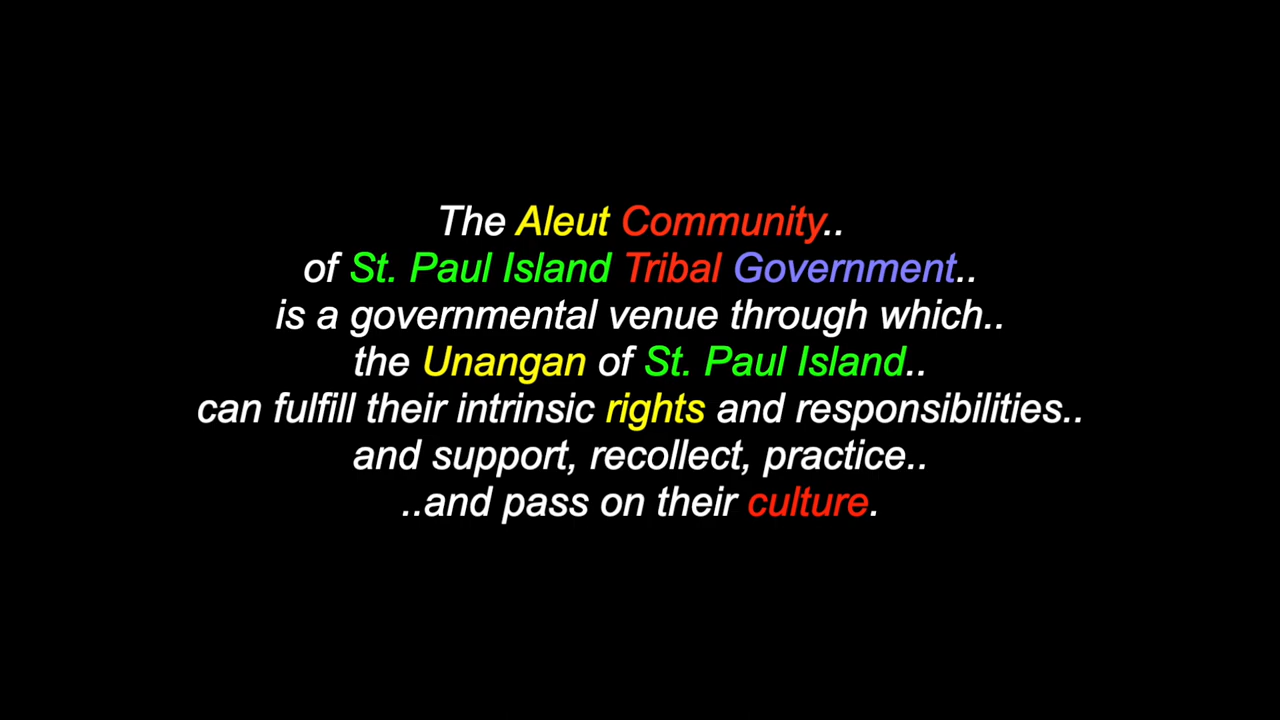 The Aleut Community..
of St. Paul Island Tribal Government..
is a governmental venue through which..
the Unangan of St. Paul Island..
can fulfill their intrinsic rights and responsibilities..
and support, recollect, practice..
..and pass on their culture.